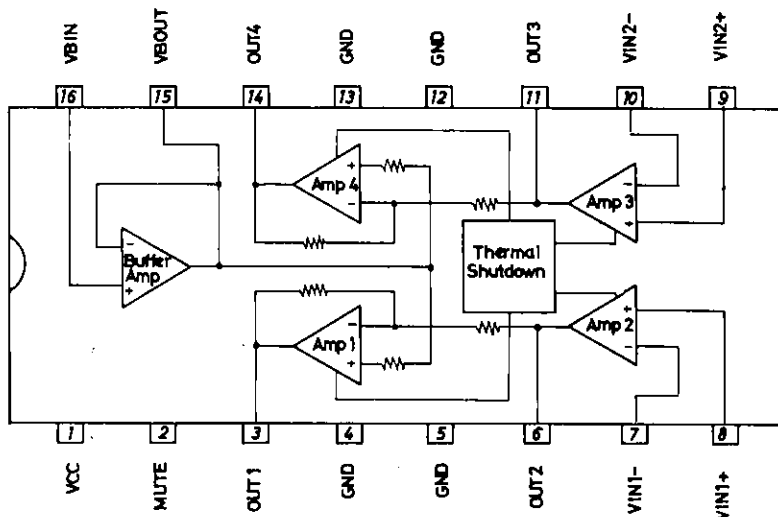 VBIN
VBOUT
OUT4
GND
GND
OUT3
VIN2-
VIN2+
16
15
14
13
12
11
10
9
+
Amp 4
-
-
Amp 3
+
-
Buffer
Amp
+
Thermal
Shutdown
-
Amp 1
+
+
Amp 2
-
1
2
3
4
5
6
7
8
VCC
MUTE
OUT1
GND
GND
OUT2
VIN1-
VIN1+